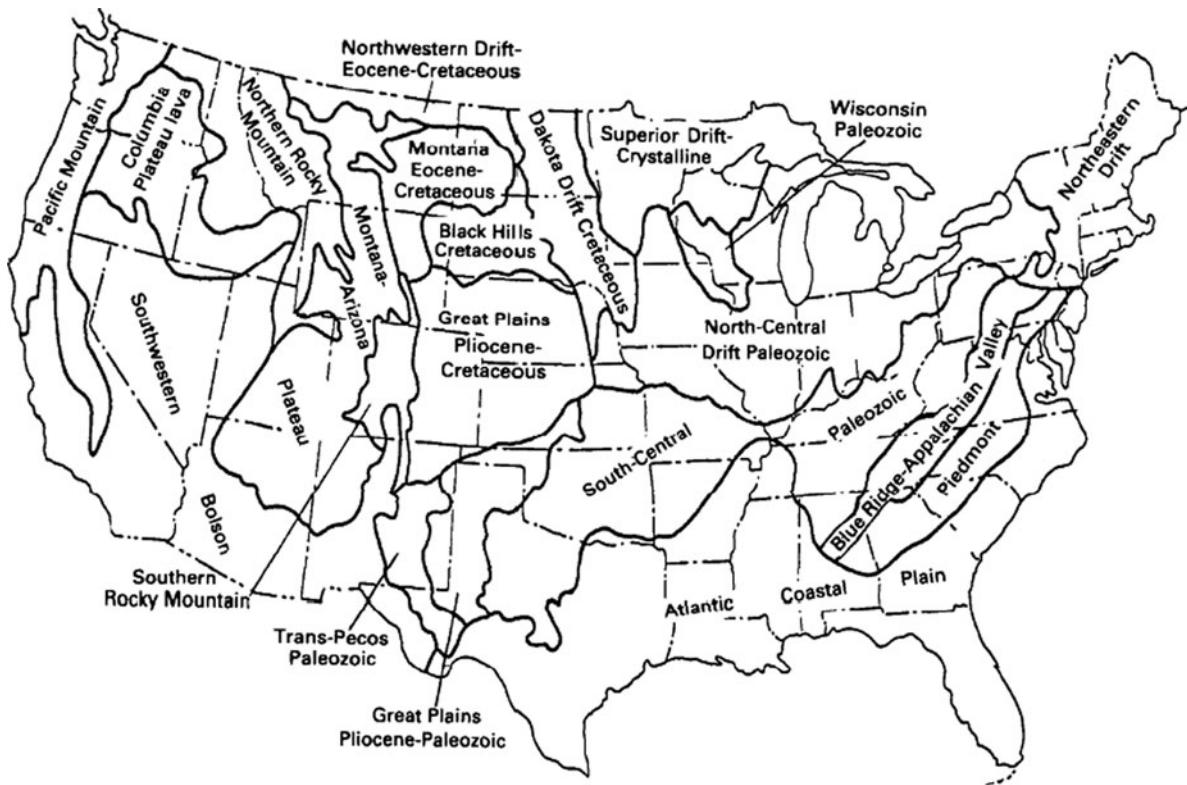 Northwestern Drift-
Eocene-Cretaceous
Wisconsin
Paleozoic
Superior Drift-
Crystalline
Northeastern
Drift
Pacific Mountain
Columbia
Plateau lava
Northern Rocky
Mountain
Montana
Eocene-
Cretaceous
Dakota Drift Cretaceous
Black Hills
Cretaceous
Montana-
Arizona
Great Plains
Pliocene-
Cretaceous
North-Central
Drift Paleozoic
Southwestern
Bolson
Plateau
South-Central
Paleozoic
Blue Ridge-Appalachian Valley
Piedmont
Atlantic
Coastal
Plain
Southern
Rocky Mountain
Trans-Pecos
Paleozoic
Great Plains
Pliocene-Paleozoic